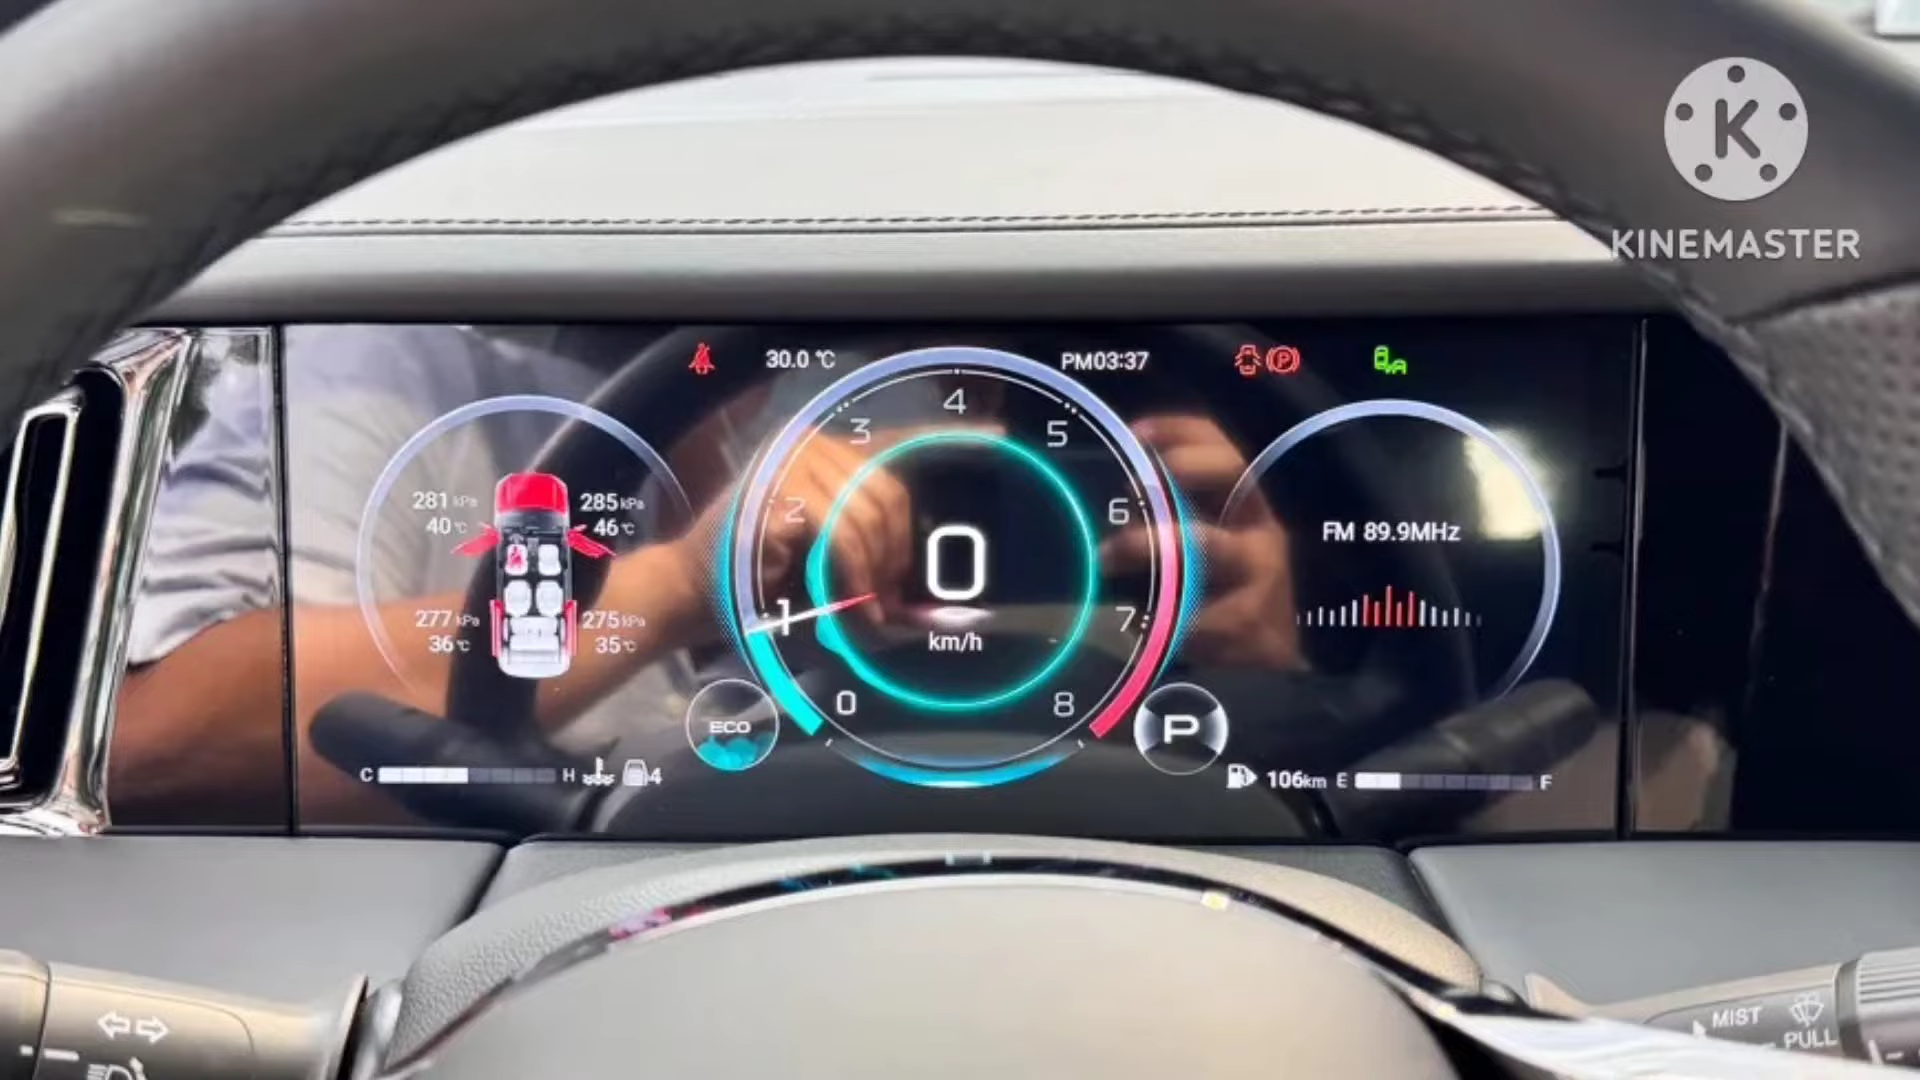 K
KINEMASTER
30.0 ℃
PM03:37
281 kPa
40 ℃
285 kPa
46 ℃
277 kPa
36 ℃
275 kPa
35 ℃
0
1
2
3
4
5
6
7
8
0
km/h
FM 89.9MHz
ECO
P
C
H
4
106km E
F
MIST
PULL